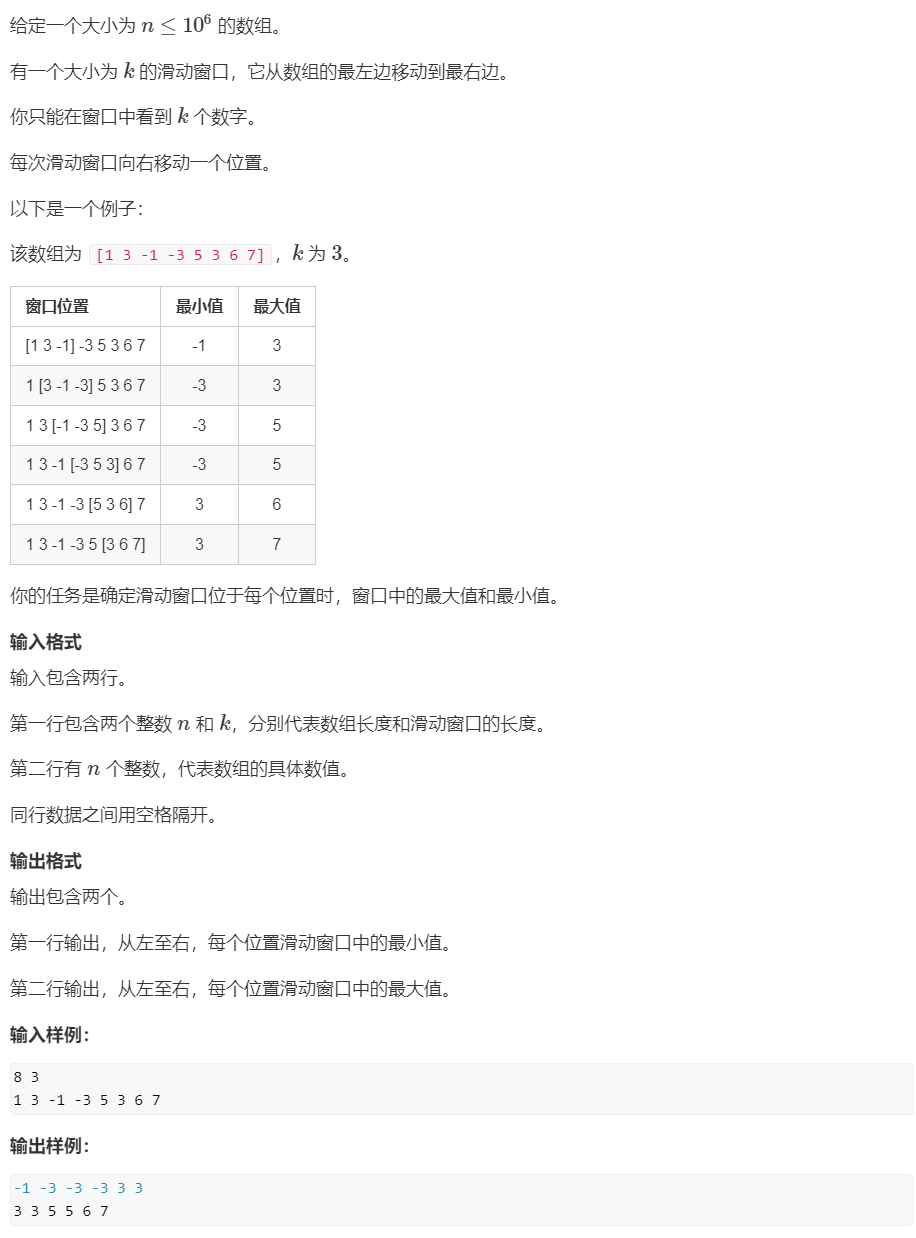 给定一个大小为 n ≤ 10⁶ 的数组。
有一个大小为 k 的滑动窗口，它从数组的最左边移动到最右边。
你只能在窗口中看到 k 个数字。
每次滑动窗口向右移动一个位置。
以下是一个例子：
该数组为 [1 3 -1 -3 5 3 6 7]，k 为 3。
窗口位置 最小值 最大值
[1 3 -1] -3 5 3 6 7 -1 3
1 [3 -1 -3] 5 3 6 7 -3 3
1 3 [-1 -3 5] 3 6 7 -3 5
1 3 -1 [-3 5 3] 6 7 -3 5
1 3 -1 -3 [5 3 6] 7 3 6
1 3 -1 -3 5 [3 6 7] 3 7
你的任务是确定滑动窗口位于每个位置时，窗口中的最大值和最小值。
输入格式
输入包含两行。
第一行包含两个整数 n 和 k，分别代表数组长度和滑动窗口的长度。
第二行有 n 个整数，代表数组的具体数值。
同行数据之间用空格隔开。
输出格式
输出包含两个。
第一行输出，从左至右，每个位置滑动窗口中的最小值。
第二行输出，从左至右，每个位置滑动窗口中的最大值。
输入样例：
8 3
1 3 -1 -3 5 3 6 7
输出样例：
-1 -3 -3 -3 3 3
3 3 5 5 6 7